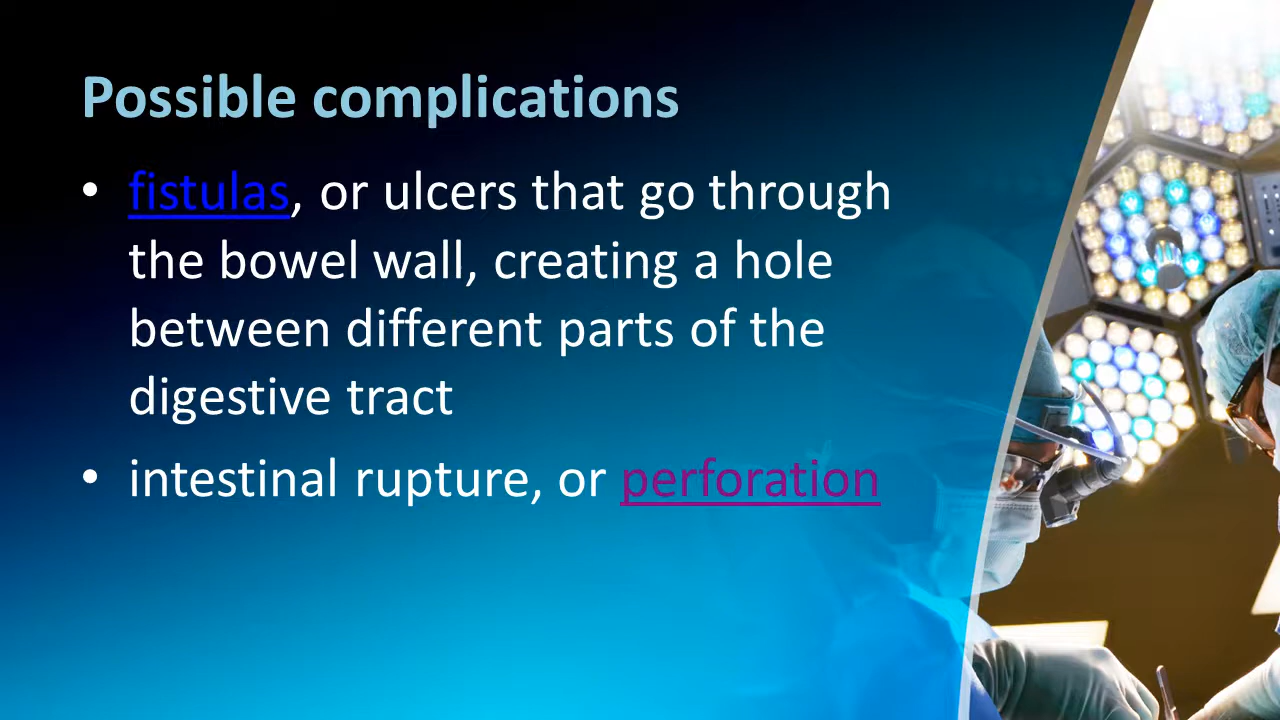 Possible complications
• fistulas, or ulcers that go through
the bowel wall, creating a hole
between different parts of the
digestive tract
• intestinal rupture, or perforation